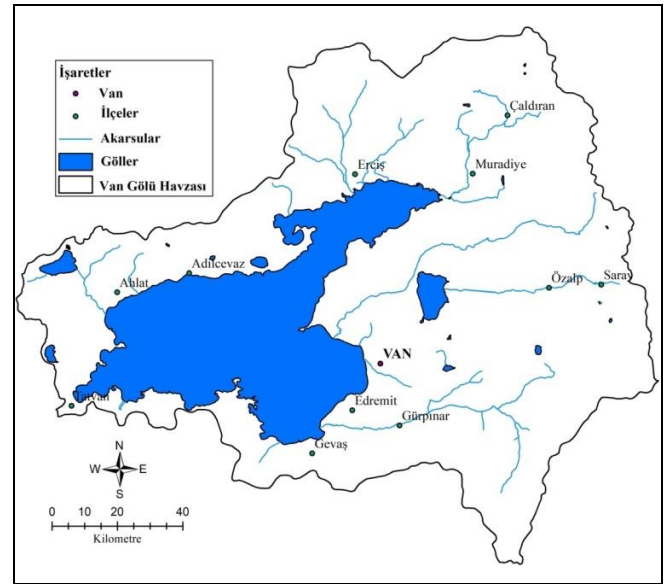 İşaretler
Van
İlçeler
Akarsular
Göller
Van Gölü Havzası
Çaldıran
Erciş
Muradiye
Adilcevaz
Ahlat
Özalp
Saray
VAN
Tatvan
Edremit
Gürpınar
Gevaş
N
W E
S
0 10 20 40
Kilometre